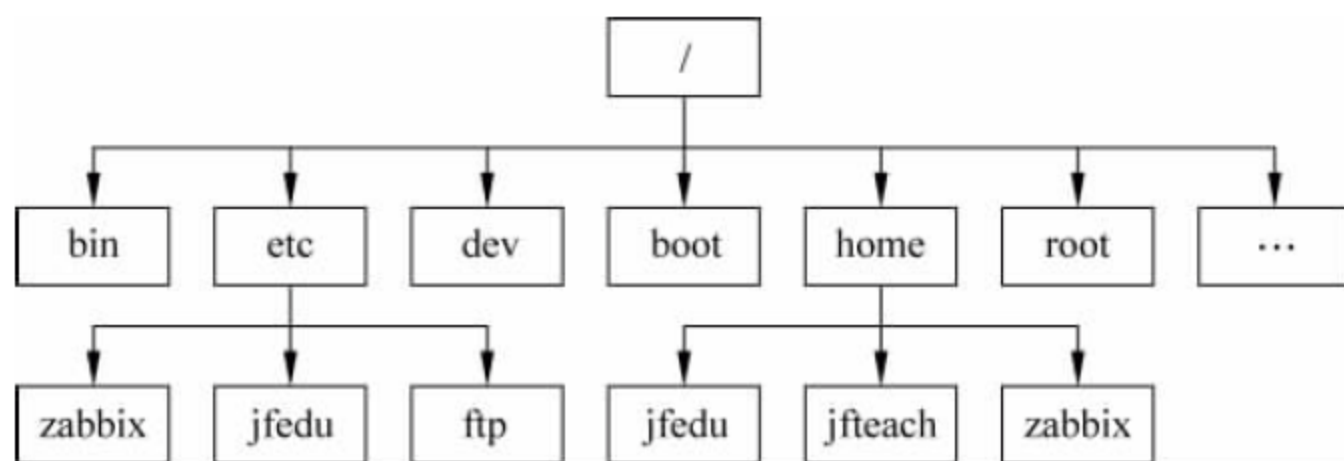 /
bin etc dev boot home root …
zabbix jfedu ftp jfedu jfteach zabbix